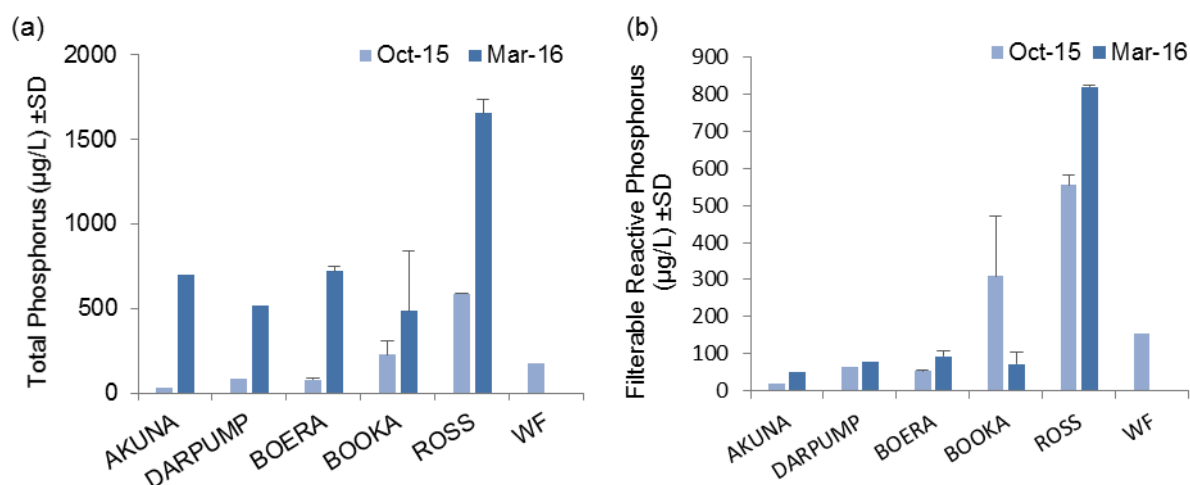 (a)
Oct-15 Mar-16
Total Phosphorus (µg/L) ±SD
2000
1500
1000
500
0
AKUNA
DARPUMP
BOERA
BOOKA
ROSS
WF
(b)
Oct-15 Mar-16
Filterable Reactive Phosphorus
(µg/L) ±SD
900
800
700
600
500
400
300
200
100
0
AKUNA
DARPUMP
BOERA
BOOKA
ROSS
WF